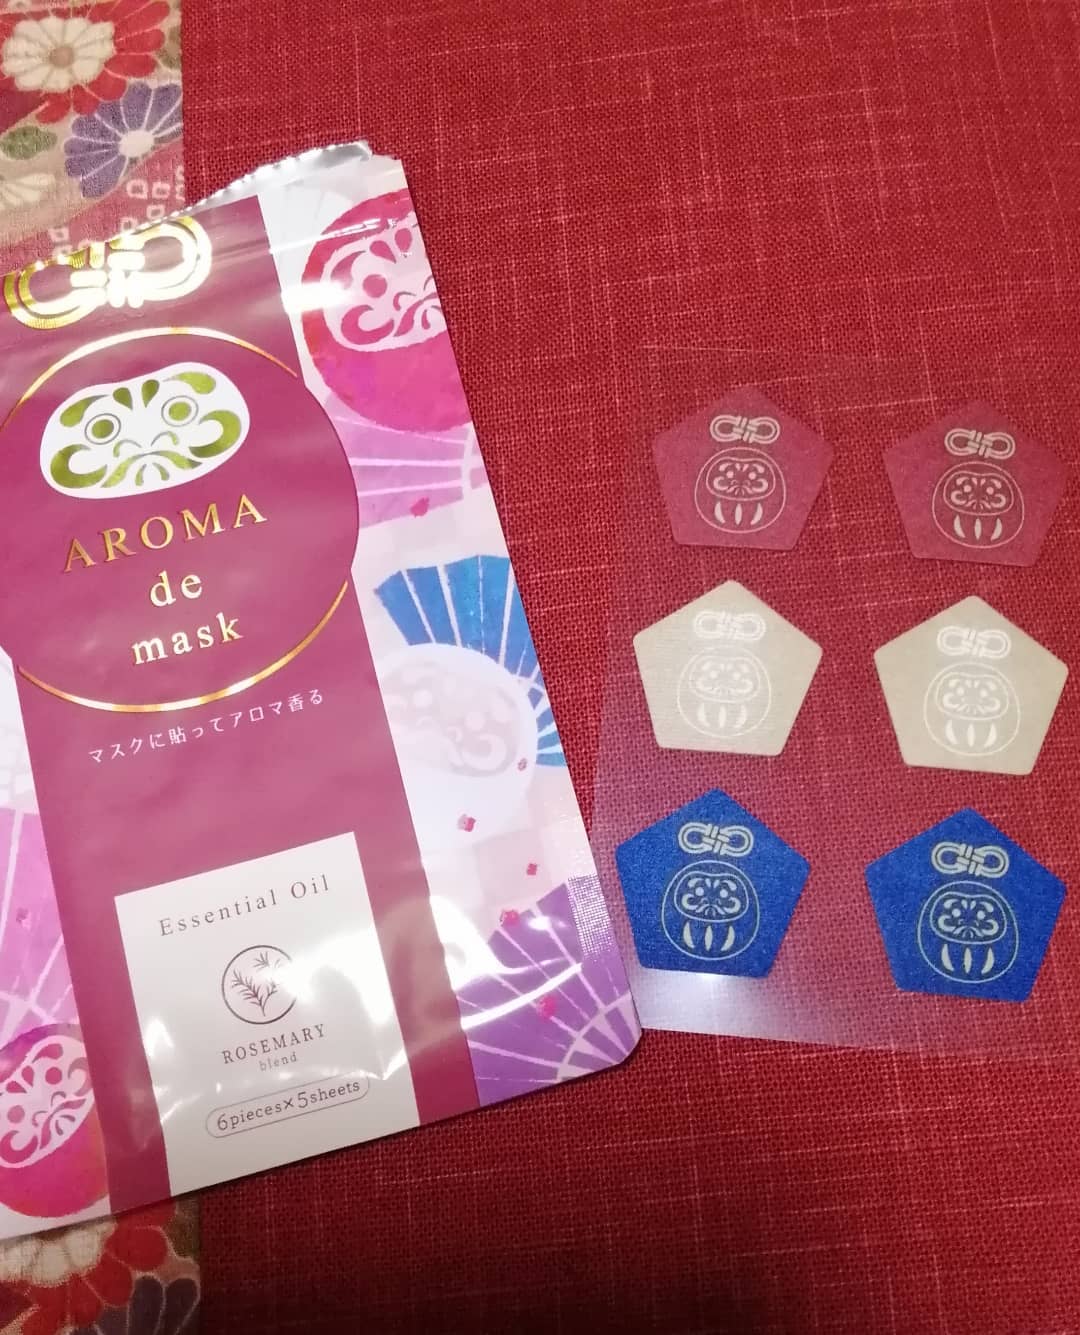 AROMA
de
mask
マスクに貼ってアロマ香る
Essential Oil
ROSEMARY
blend
6pieces×5sheets